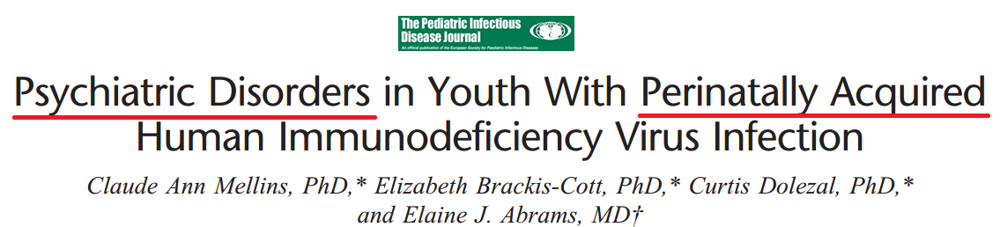 The Pediatric Infectious
Disease Journal
An official publication of the European Society for Paediatric Infectious Diseases
Psychiatric Disorders in Youth With Perinatally Acquired
Human Immunodeficiency Virus Infection
Claude Ann Mellins, PhD,* Elizabeth Brackis-Cott, PhD,* Curtis Dolezal, PhD,*
and Elaine J. Abrams, MD†